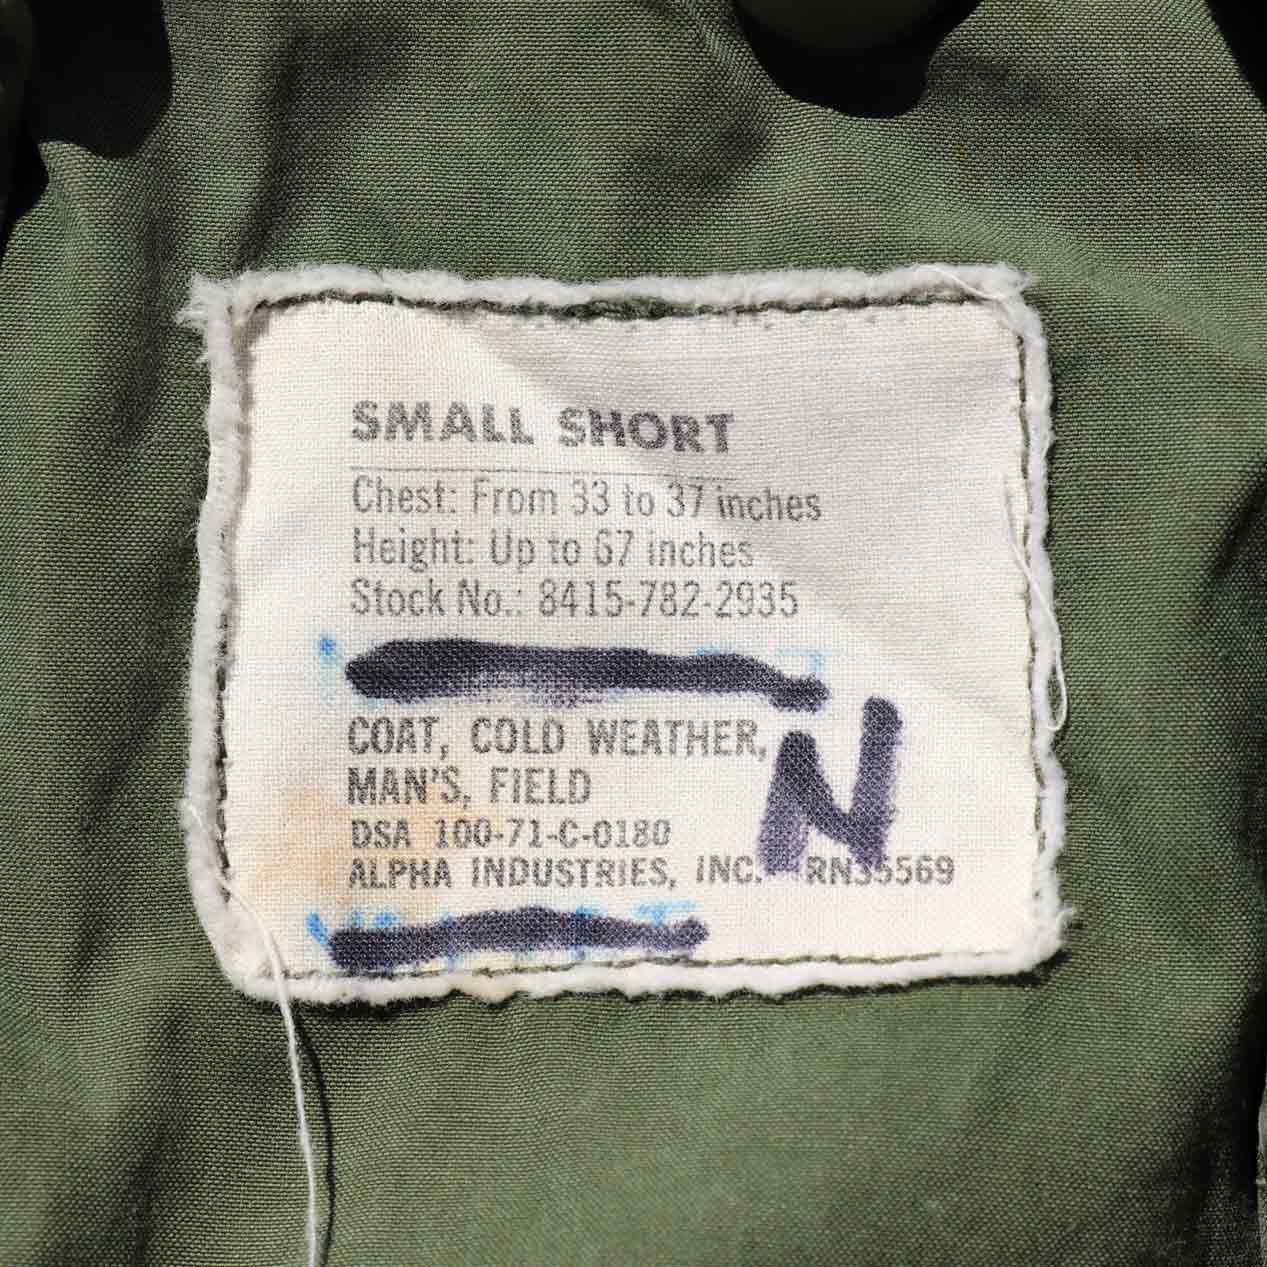 SMALL SHORT
Chest: From 33 to 37 inches
Height: Up to 67 inches
Stock No.: 8415-782-2935
COAT, COLD WEATHER,
MAN'S, FIELD
N
DSA 100-71-C-0180
ALPHA INDUSTRIES, INC. RN35569